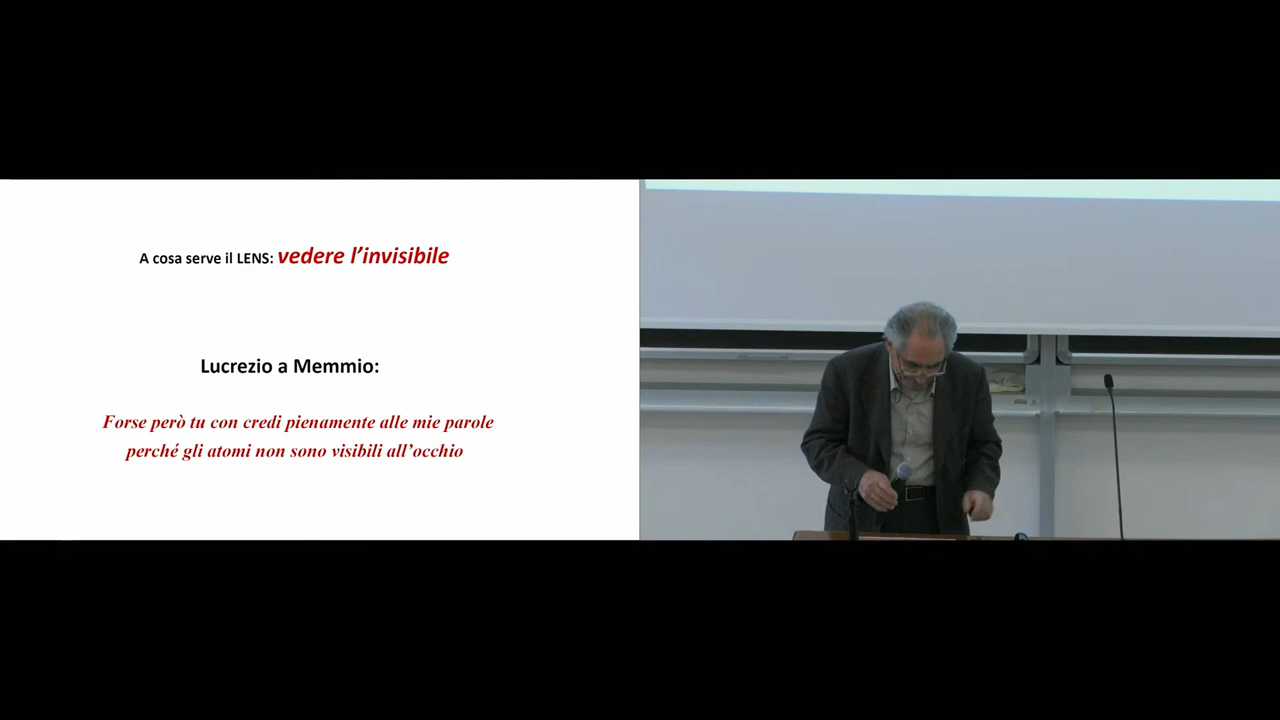 A cosa serve il LENS: vedere l’invisibile
Lucrezio a Memmio:
Forse però tu con credi pienamente alle mie parole
perché gli atomi non sono visibili all’occhio